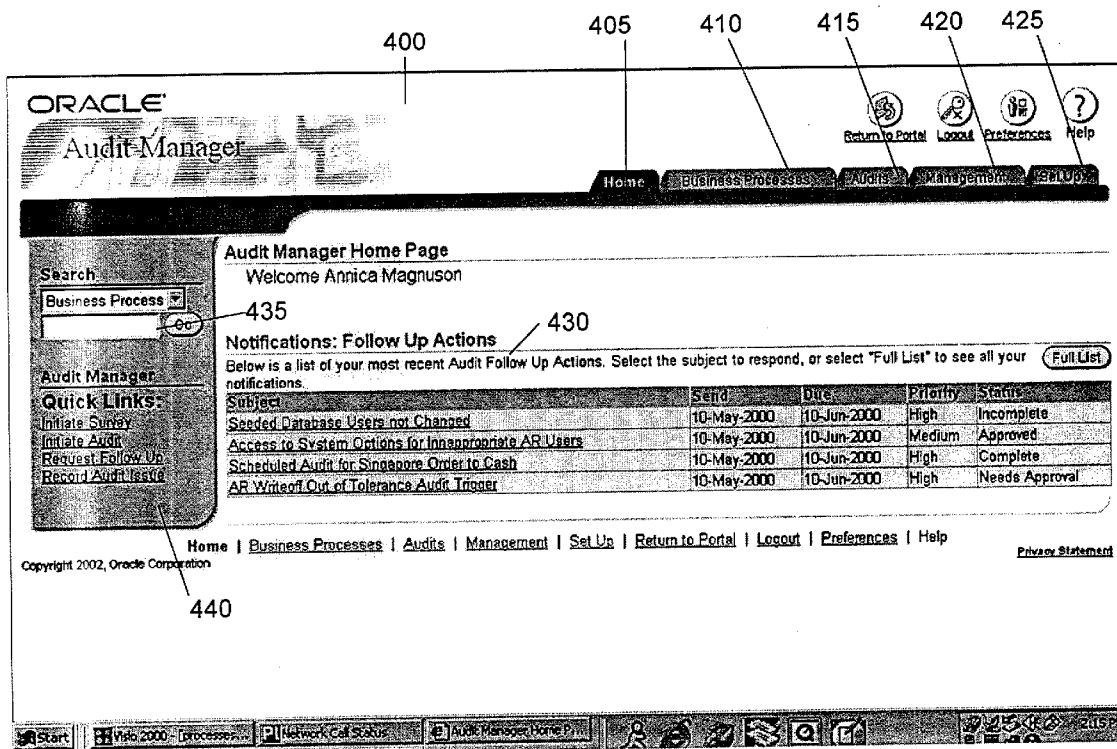 400 405 410 415 420 425
ORACLE
Audit Manager
Return to Portal Logout Preferences Help
Home Business Processes Audits Management Set Up
Audit Manager Home Page
Welcome Annica Magnuson
Search
Business Process
Go
435
430
Notifications: Follow Up Actions
Below is a list of your most recent Audit Follow Up Actions. Select the subject to respond, or select "Full List" to see all your
notifications.
Full List
Subject Send Due Priority Status
Seeded Database Users not Changed 10-May-2000 10-Jun-2000 High Incomplete
Access to System Options for Innappropriate AR Users 10-May-2000 10-Jun-2000 Medium Approved
Scheduled Audit for Singapore Order to Cash 10-May-2000 10-Jun-2000 High Complete
AR Writeoff Out of Tolerance Audit Trigger 10-May-2000 10-Jun-2000 High Needs Approval
Audit Manager
Quick Links:
Initiate Survey
Initiate Audit
Request Follow Up
Record Audit Issue
Home | Business Processes | Audits | Management | Set Up | Return to Portal | Logout | Preferences | Help
Copyright 2002, Oracle Corporation
Privacy Statement
440
Start Visio 2000 [processes... Network Call Status Audit Manager Home P... 2:15 P